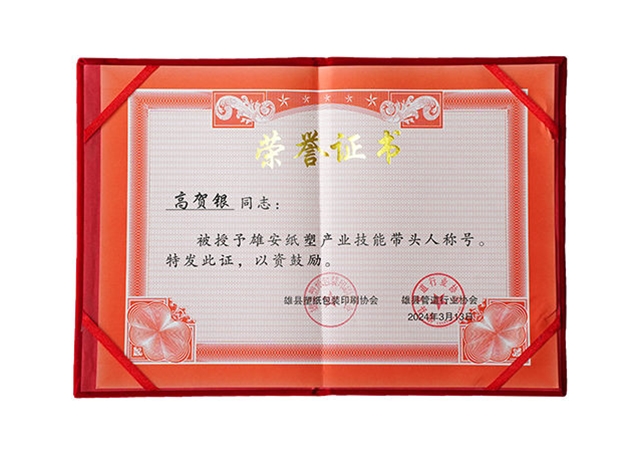 荣誉证书
高贺银 同志：
被授予雄安纸塑产业技能带头人称号。
特发此证，以资鼓励。
雄县塑纸包装印刷协会 雄县管道行业协会
2024年3月13日